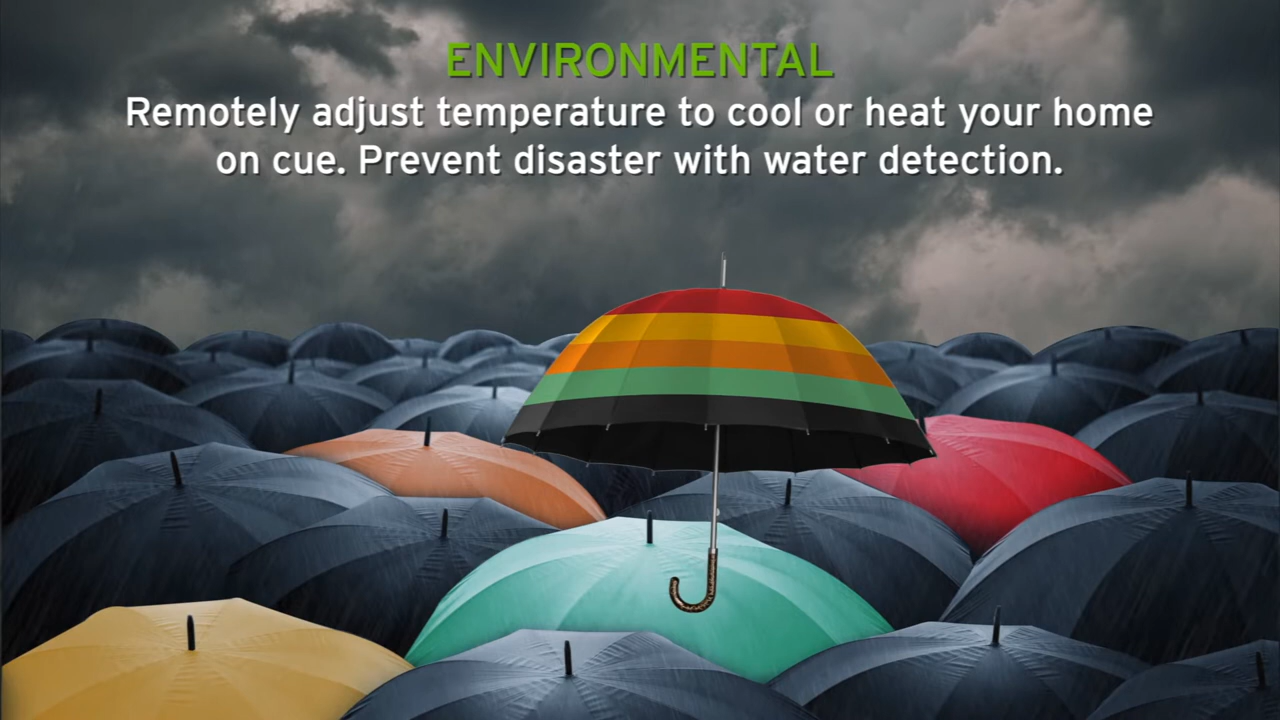 ENVIRONMENTAL
Remotely adjust temperature to cool or heat your home
on cue. Prevent disaster with water detection.